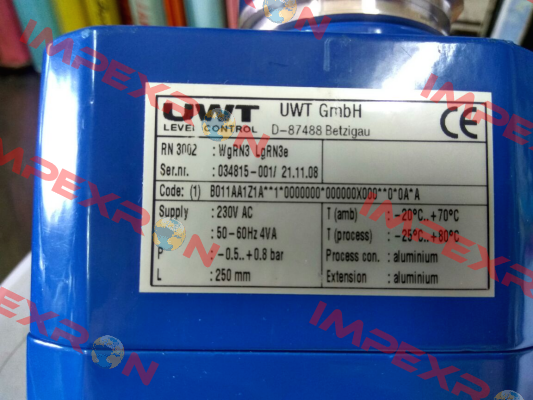 UWT UWT GmbH
LEVEL CONTROL D-87488 Betzigau CE
RN 3002 : WgRN3 LgRN3e
Ser.nr. : 034815-001/ 21.11.08
Code: (1) B011AA1Z1A**1*0000000*000000X000**0*0A*A
Supply : 230V AC T (amb) : -20°C..+70°C
: 50-60Hz 4VA T (process) : -25°C..+80°C
P : -0.5..+0.8 bar Process con. : aluminium
L : 250 mm Extension : aluminium
IMPEXRON
IMPEXRON
IMPEXRON
IMPEXRON